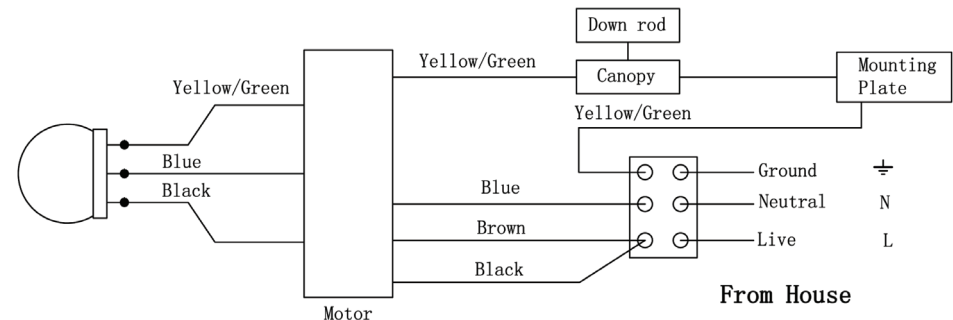 Down rod
Yellow/Green
Canopy
Mounting
Plate
Yellow/Green
Yellow/Green
Blue
Black
Blue
Brown
Black
Ground
Neutral N
Live L
From House
Motor